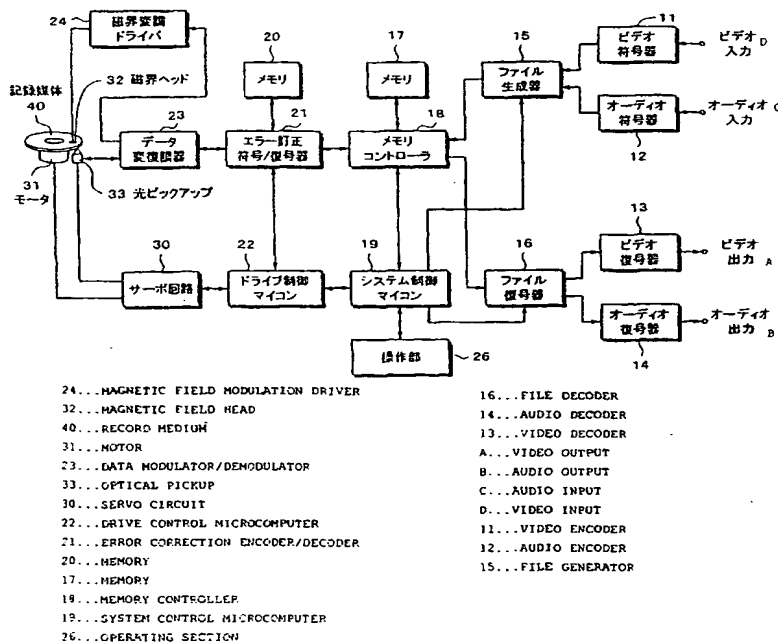 24
磁界変調
ドライバ
20
メモリ
17
メモリ
15
ファイル
生成器
11
ビデオ
符号器
ビデオ D
入力
オーディオ
符号器
12
オーディオ C
入力
記録媒体
40
32 磁界ヘッド
23
データ
変復調器
21
エラー訂正
符号/復号器
18
メモリ
コントローラ
31
モータ
33 光ピックアップ
30
サーボ回路
22
ドライブ制御
マイコン
19
システム制御
マイコン
16
ファイル
復号器
13
ビデオ
復号器
ビデオ
出力 A
オーディオ
復号器
14
オーディオ
出力 B
操作部
26
24...MAGNETIC FIELD MODULATION DRIVER
32...MAGNETIC FIELD HEAD
40...RECORD MEDIUM
31...MOTOR
23...DATA MODULATOR/DEMODULATOR
33...OPTICAL PICKUP
30...SERVO CIRCUIT
22...DRIVE CONTROL MICROCOMPUTER
21...ERROR CORRECTION ENCODER/DECODER
20...MEMORY
17...MEMORY
18...MEMORY CONTROLLER
19...SYSTEM CONTROL MICROCOMPUTER
26...OPERATING SECTION
16...FILE DECODER
14...AUDIO DECODER
13...VIDEO DECODER
A...VIDEO OUTPUT
B...AUDIO OUTPUT
C...AUDIO INPUT
D...VIDEO INPUT
11...VIDEO ENCODER
12...AUDIO ENCODER
15...FILE GENERATOR